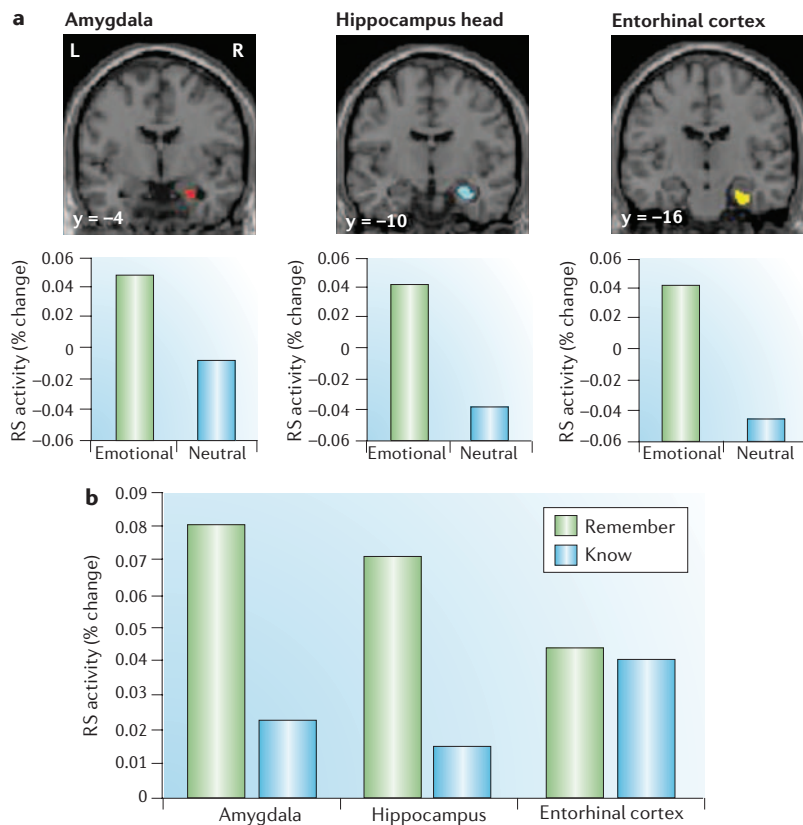 a
Amygdala
Hippocampus head
Entorhinal cortex
L R
y = –4
y = –10
y = –16
RS activity (% change)
0.06
0.04
0.02
0
–0.02
–0.04
–0.06
Emotional Neutral
RS activity (% change)
0.06
0.04
0.02
0
–0.02
–0.04
–0.06
Emotional Neutral
RS activity (% change)
0.06
0.04
0.02
0
–0.02
–0.04
–0.06
Emotional Neutral
b
RS activity (% change)
0.09
0.08
0.07
0.06
0.05
0.04
0.03
0.02
0.01
0
Remember
Know
Amygdala
Hippocampus
Entorhinal cortex